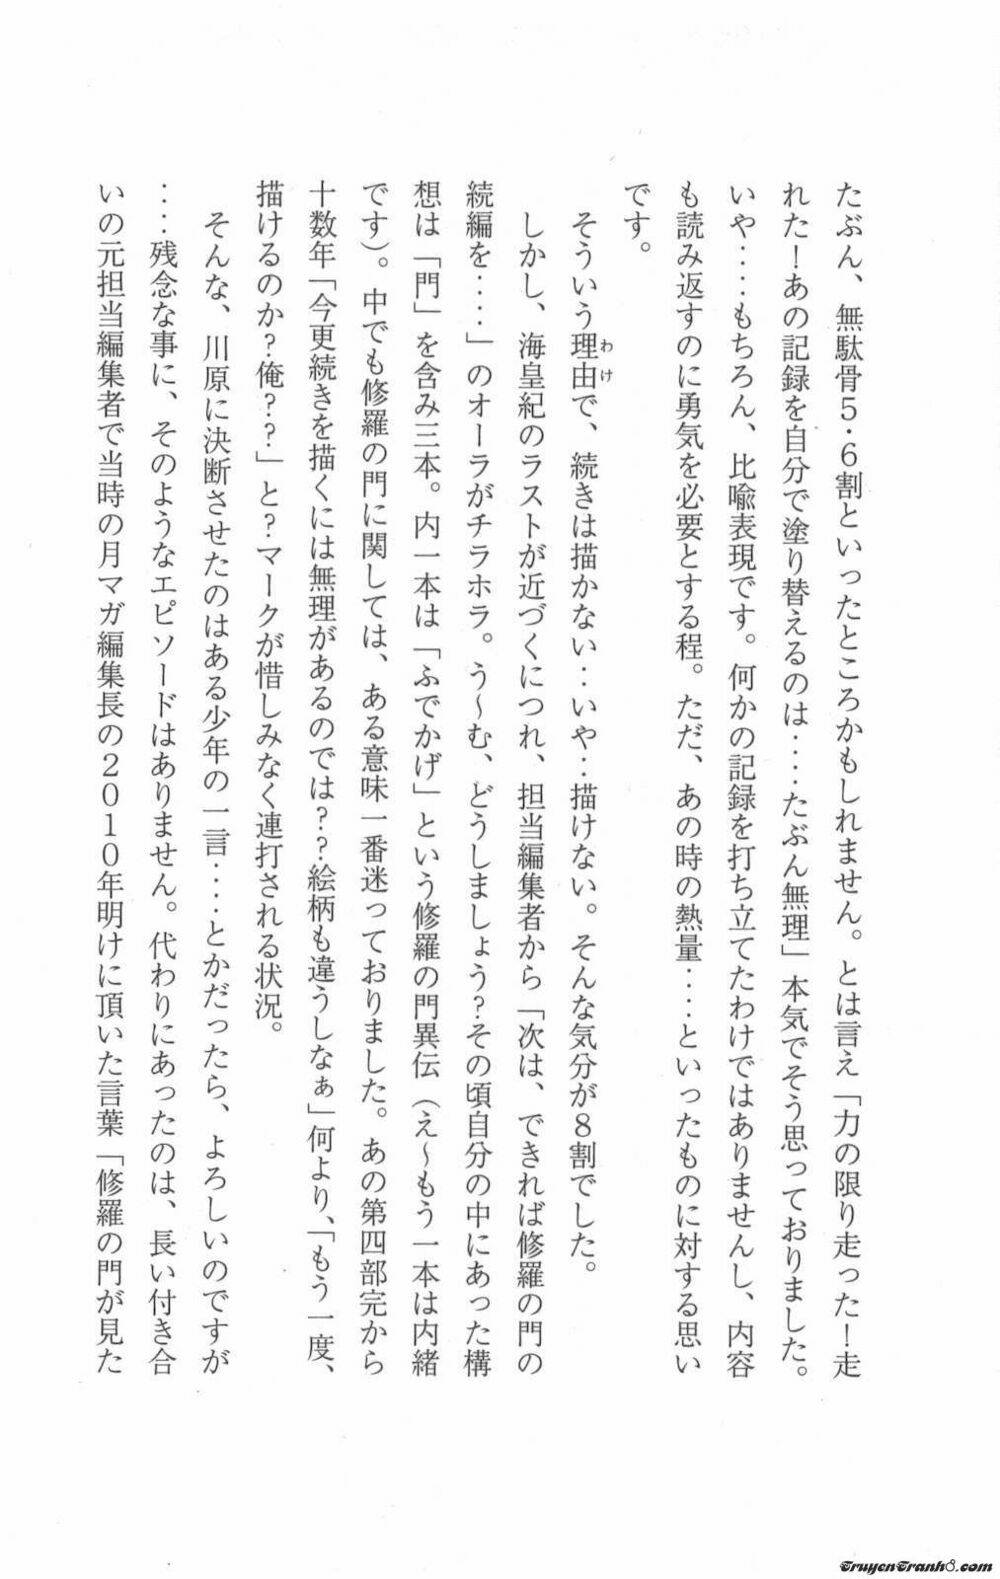 たぶん、無駄骨５・６割といったところかもしれません。とは言え「力の限り走った！走
れた！あの記録を自分で塗り替えるのは‥‥たぶん無理」本気でそう思っておりました。
いや‥‥もちろん、比喩表現です。何かの記録を打ち立てたわけではありませんし、内容
も読み返すのに勇気を必要とする程。ただ、あの時の熱量‥‥といったものに対する思い
です。
そういう理由わけで、続きは描かない‥いや‥描けない。そんな気分が８割でした。
しかし、海皇紀のラストが近づくにつれ、担当編集者から「次は、できれば修羅の門の
続編を‥‥」のオーラがチラホラ。う～む、どうしましょう？その頃自分の中にあった構
想は「門」を含み三本。内一本は「ふでかげ」という修羅の門異伝（え～もう一本は内緒
です）。中でも修羅の門に関しては、ある意味一番迷っておりました。あの第四部完から
十数年「今更続きを描くには無理があるのでは？？絵柄も違うしなぁ」何より、「もう一度、
描けるのか？俺？？」と？マークが惜しみなく連打される状況。
そんな、川原に決断させたのはある少年の一言‥‥とかだったら、よろしいのですが
‥‥残念な事に、そのようなエピソードはありません。代わりにあったのは、長い付き合
いの元担当編集者で当時の月マガ編集長の２０１０年明けに頂いた言葉「修羅の門が見た
TruyenTranh8.com